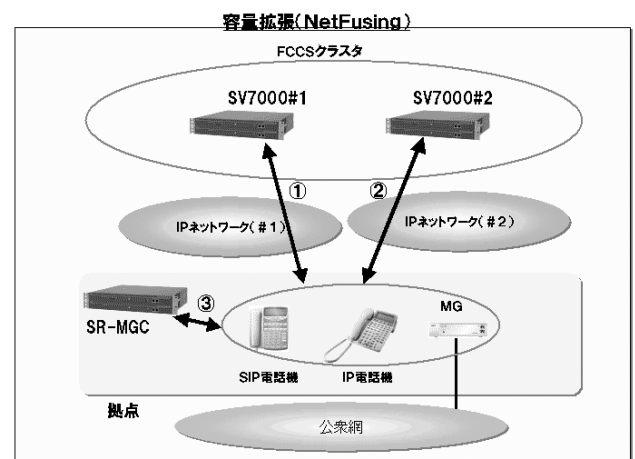 容量拡張(NetFusing)
FCCSクラスタ
SV7000#1
SV7000#2
①
②
IPネットワーク(#1)
IPネットワーク(#2)
③
MG
SR-MGC
SIP電話機
IP電話機
拠点
公衆網